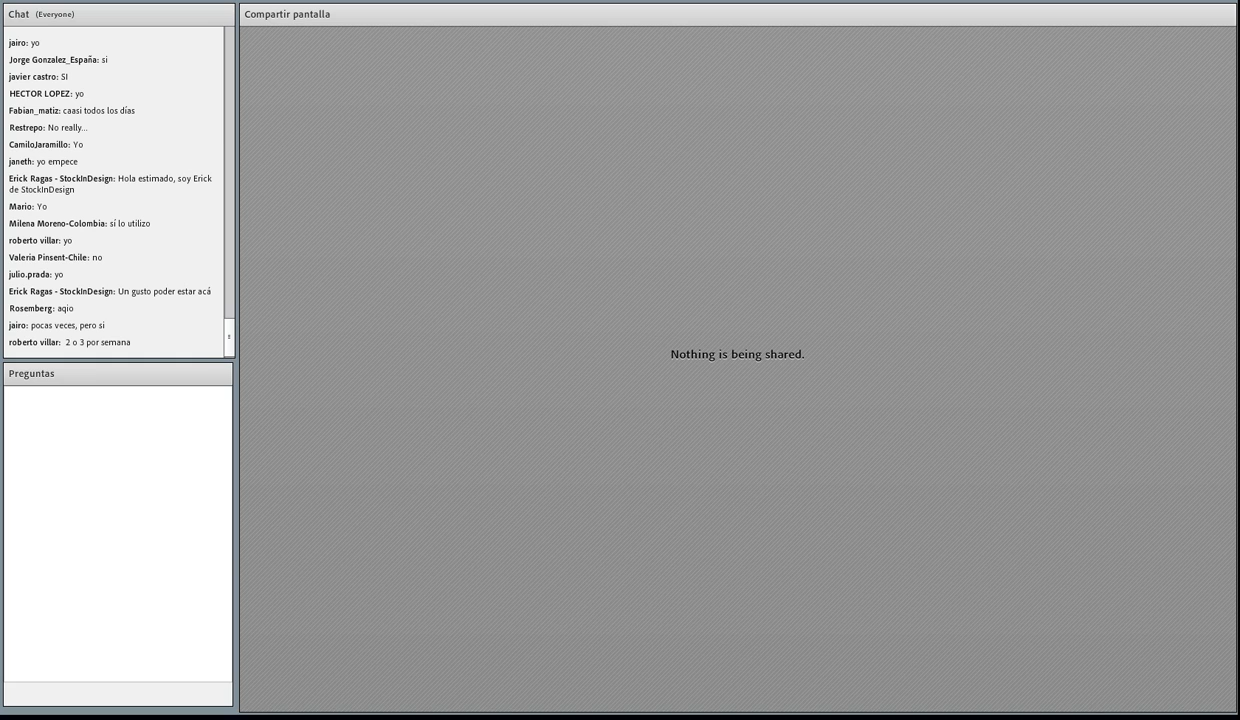 Chat (Everyone)
jairo: yo
Jorge Gonzalez_España: si
javier castro: SI
HECTOR LOPEZ: yo
Fabian_matiz: caasi todos los días
Restrepo: No really...
CamiloJaramillo: Yo
janeth: yo empece
Erick Ragas - StockInDesign: Hola estimado, soy Erick
de StockInDesign
Mario: Yo
Milena Moreno-Colombia: sí lo utilizo
roberto villar: yo
Valeria Pinsent-Chile: no
julio.prada: yo
Erick Ragas - StockInDesign: Un gusto poder estar acá
Rosemberg: aqio
jairo: pocas veces, pero si
roberto villar: 2 o 3 por semana
Preguntas
Compartir pantalla
Nothing is being shared.